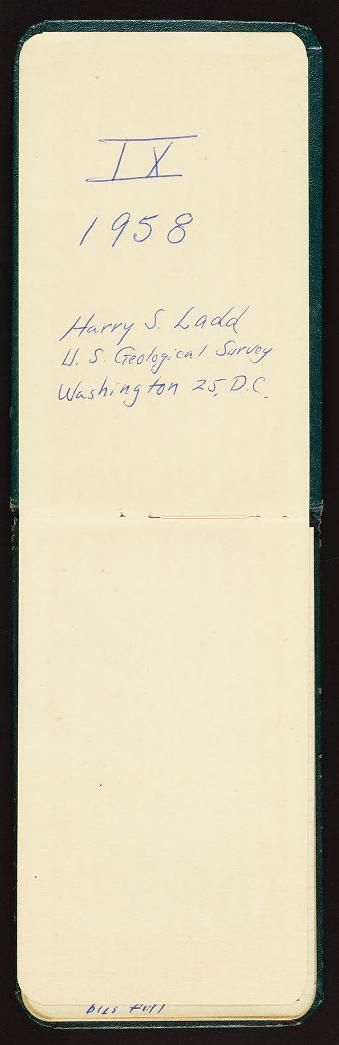 IX
1958
Harry S. Ladd
U. S. Geological Survey
Washington 25, D.C.